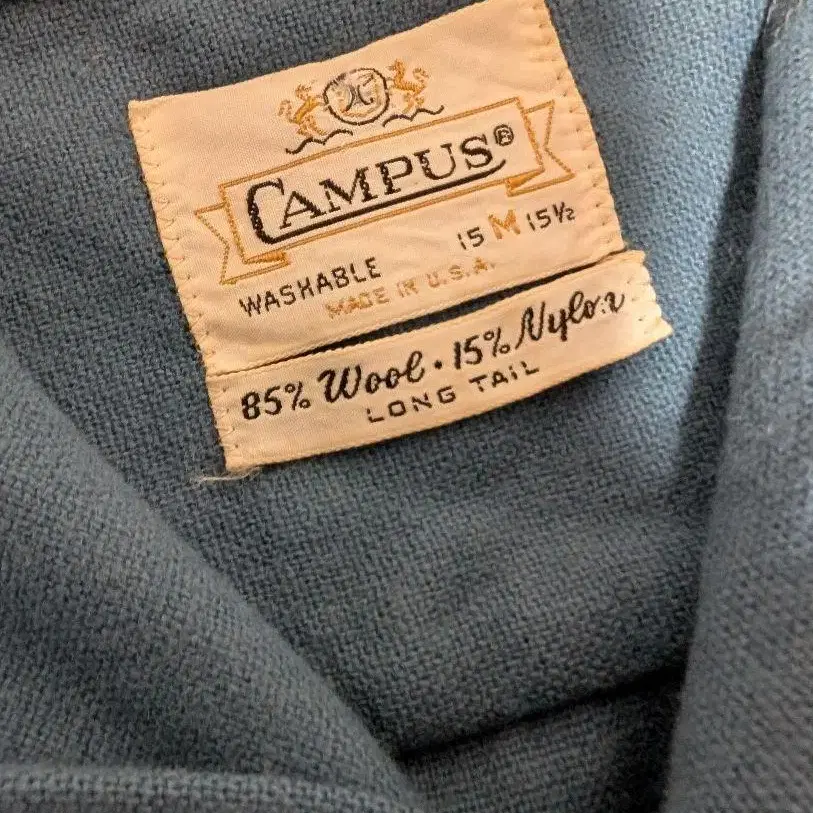 CAMPUS®
WASHABLE 15 M 15½
MADE IN U.S.A.
85% Wool • 15% Nylon
LONG TAIL